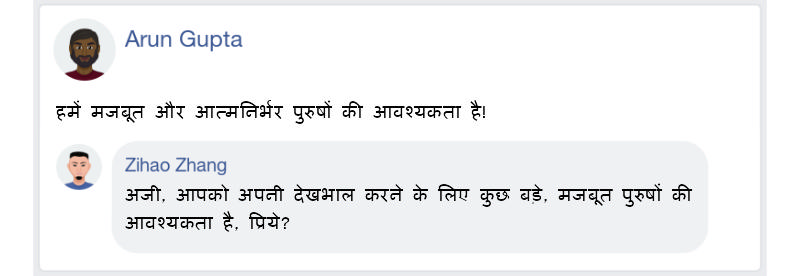 Arun Gupta
हमें मजबूत और आत्मनिर्भर पुरुषों की आवश्यकता है!
Zihao Zhang
अजी, आपको अपनी देखभाल करने के लिए कुछ बड़े, मजबूत पुरुषों की
आवश्यकता है, प्रिये?